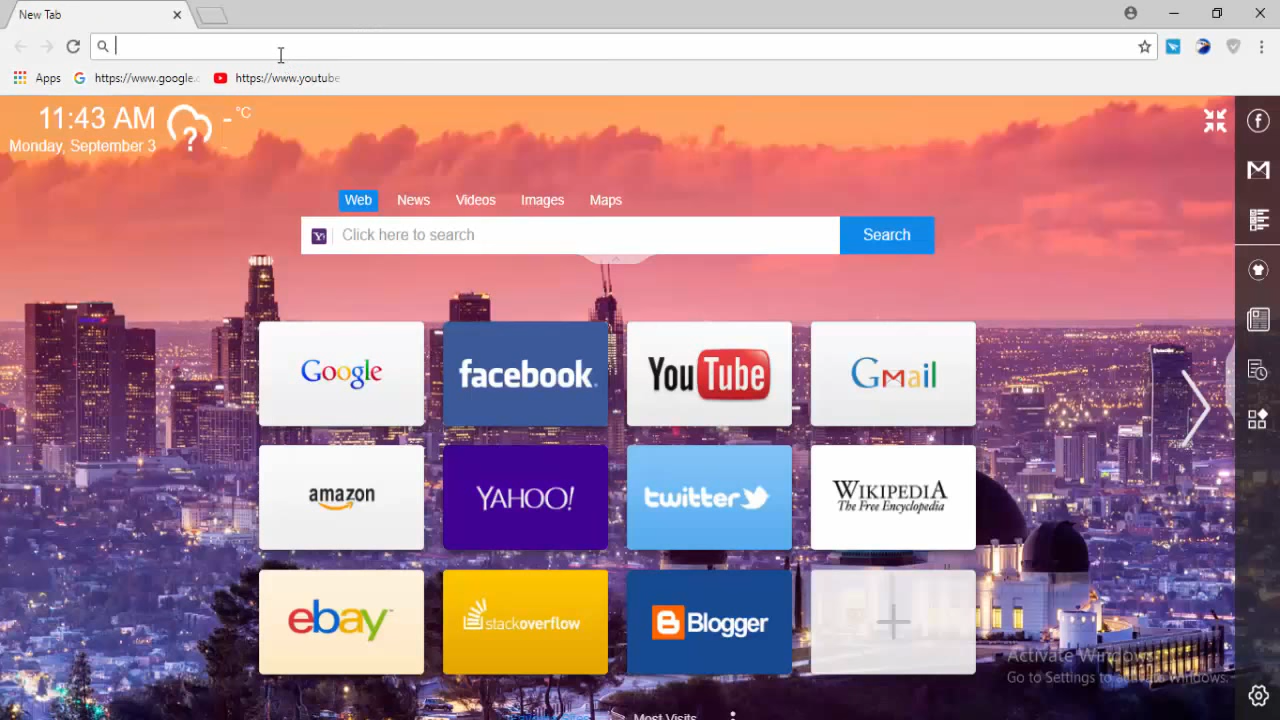 New Tab
Apps
https://www.google.c
https://www.youtube
11:43 AM
- °C
Monday, September 3
Web
News
Videos
Images
Maps
Click here to search
Search
Google
facebook.
YouTube
Gmail
amazon
YAHOO!
twitter
WIKIPEDIA
The Free Encyclopedia
ebay™
stackoverflow
Blogger
Activate Windows
Go to Settings to activate Windows.
Most Visits